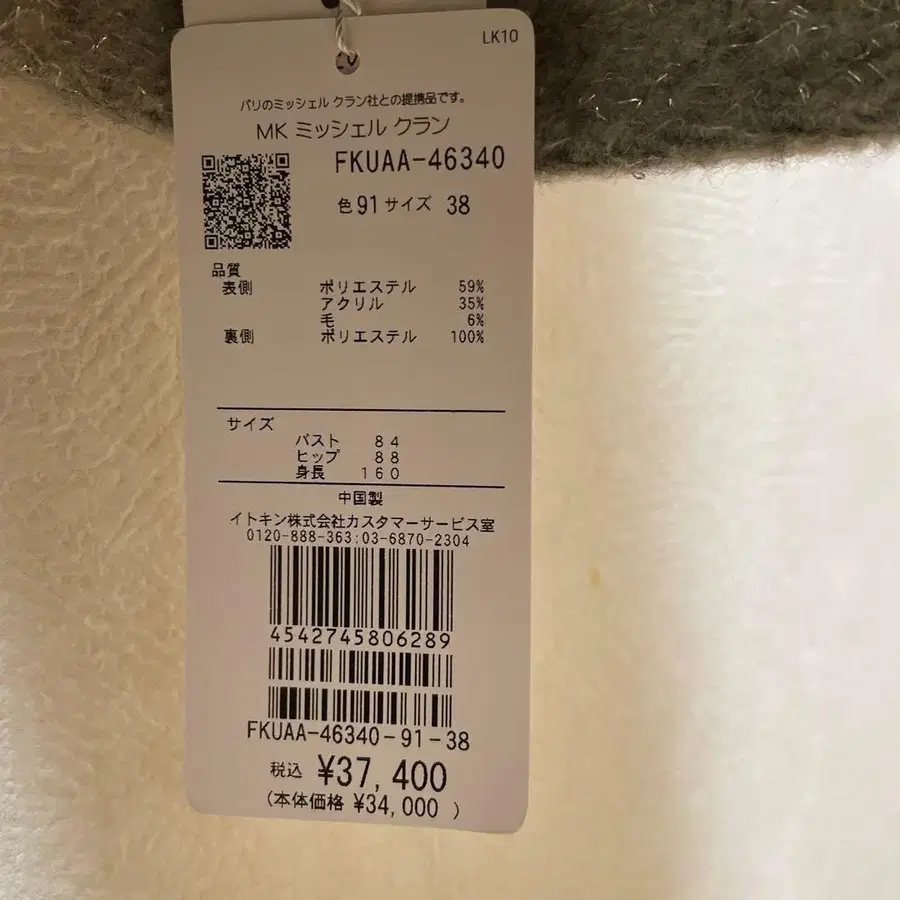 LK10
パリのミッシェル クラン社との提携品です。
MK ミッシェル クラン
FKUAA-46340
色91サイズ 38
品質
表側 ポリエステル 59%
アクリル 35%
毛 6%
裏側 ポリエステル 100%
サイズ
バスト 84
ヒップ 88
身長 160
中国製
イトキン株式会社カスタマーサービス室
0120-888-363:03-6870-2304
4542745806289
FKUAA-46340-91-38
税込 ¥37,400
(本体価格 ¥34,000 )